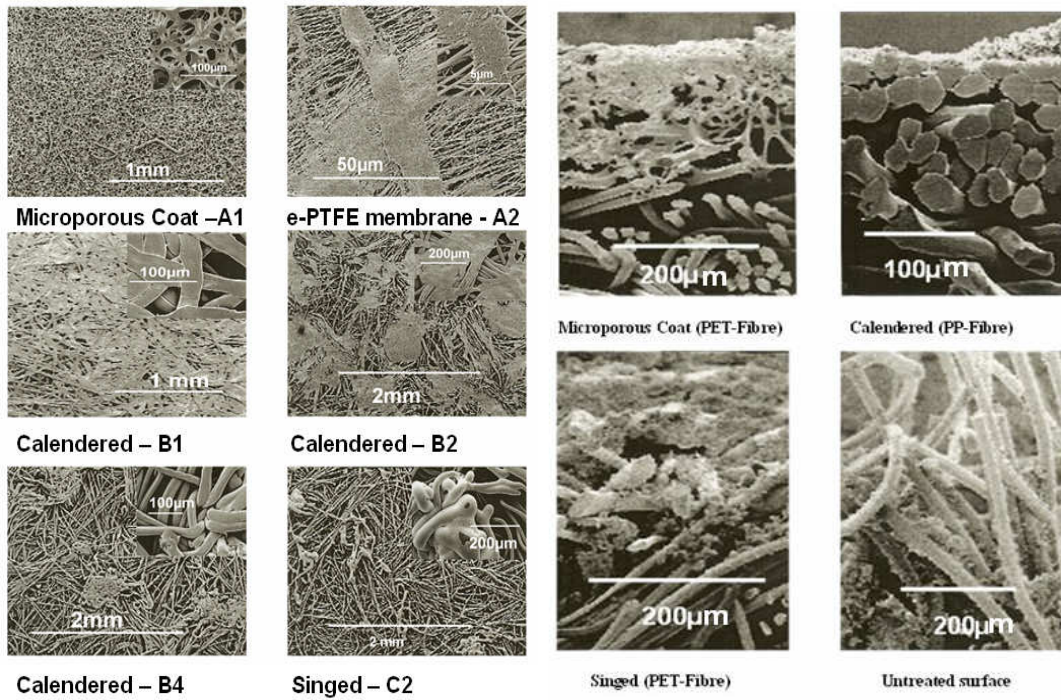 100µm
1mm
Microporous Coat –A1
5µm
50µm
e-PTFE membrane - A2
100µm
1 mm
Calendered – B1
200µm
2mm
Calendered – B2
100µm
2mm
Calendered – B4
200µm
2 mm
Singed – C2
200µm
Microporous Coat (PET-Fibre)
100µm
Calendered (PP-Fibre)
200µm
Singed (PET-Fibre)
200µm
Untreated surface